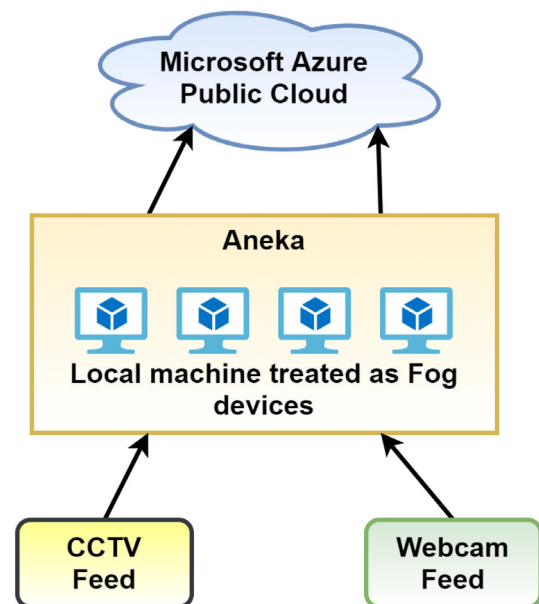 Microsoft Azure
Public Cloud
Aneka
Local machine treated as Fog
devices
CCTV
Feed
Webcam
Feed